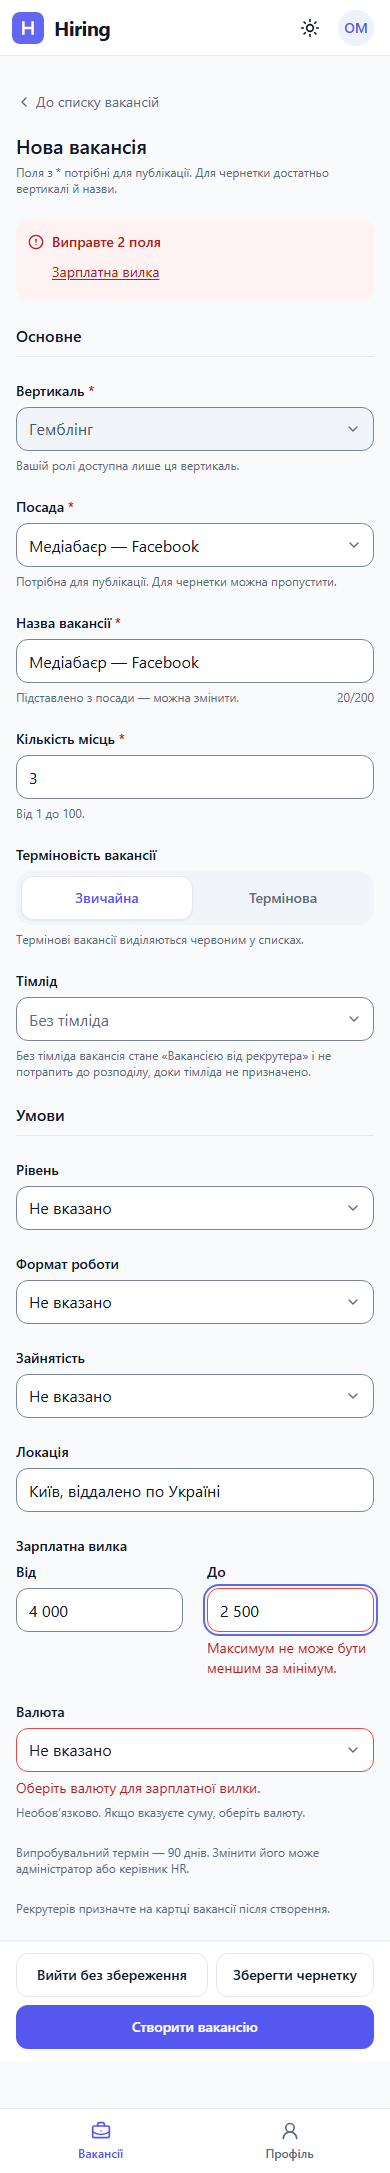 H Hiring
OM
До списку вакансій
Нова вакансія
Поля з * потрібні для публікації. Для чернетки достатньо
вертикалі й назви.
Виправте 2 поля
Зарплатна вилка
Основне
Вертикаль *
Гемблінг
Вашій ролі доступна лише ця вертикаль.
Посада *
Медіабаєр — Facebook
Потрібна для публікації. Для чернетки можна пропустити.
Назва вакансії *
Медіабаєр — Facebook
Підставлено з посади — можна змінити. 20/200
Кількість місць *
3
Від 1 до 100.
Терміновість вакансії
Звичайна Термінова
Термінові вакансії виділяються червоним у списках.
Тімлід
Без тімліда
Без тімліда вакансія стане «Вакансією від рекрутера» і не
потрапить до розподілу, доки тімліда не призначено.
Умови
Рівень
Не вказано
Формат роботи
Не вказано
Зайнятість
Не вказано
Локація
Київ, віддалено по Україні
Зарплатна вилка
Від До
4 000 2 500
Максимум не може бути
меншим за мінімум.
Валюта
Не вказано
Оберіть валюту для зарплатної вилки.
Необов'язково. Якщо вказуєте суму, оберіть валюту.
Випробувальний термін — 90 днів. Змінити його може
адміністратор або керівник HR.
Рекрутерів призначте на картці вакансії після створення.
Вийти без збереження Зберегти чернетку
Створити вакансію
Вакансії Профіль